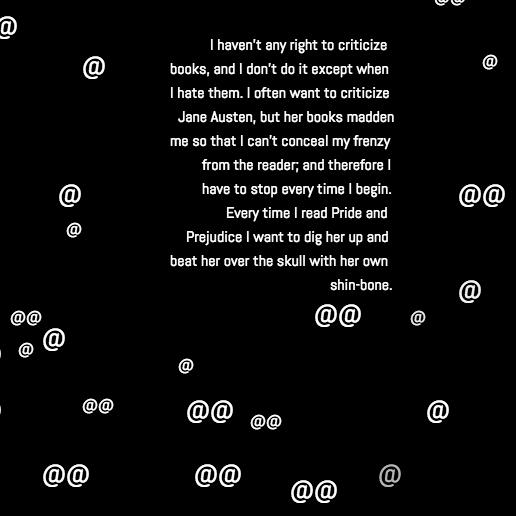 @@
@
I haven't any right to criticize
@
@
books, and I don't do it except when
I hate them. I often want to criticize
Jane Austen, but her books madden
me so that I can't conceal my frenzy
from the reader; and therefore I
have to stop every time I begin.
@
@@
Every time I read Pride and
@
Prejudice I want to dig her up and
beat her over the skull with her own
shin-bone.
@
@@
@@
@
@
@
@
@@
@@
@
@@
@@
@@
@
@@